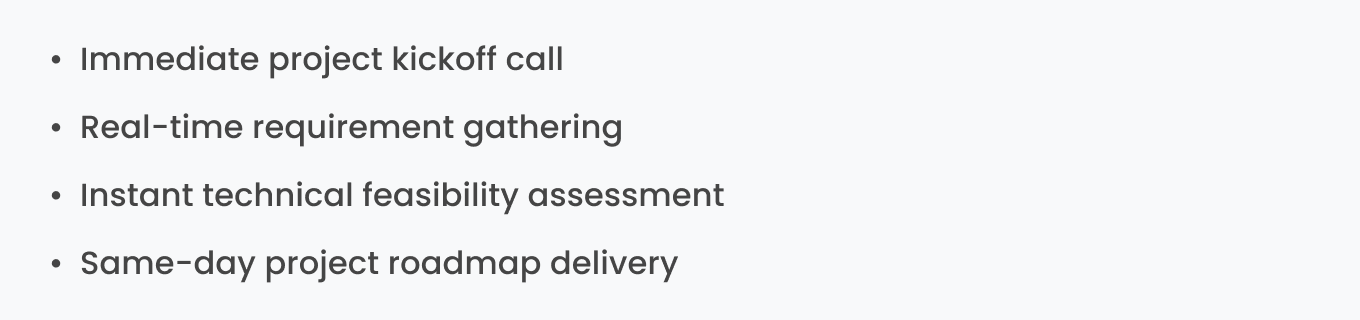 • Immediate project kickoff call
• Real-time requirement gathering
• Instant technical feasibility assessment
• Same-day project roadmap delivery